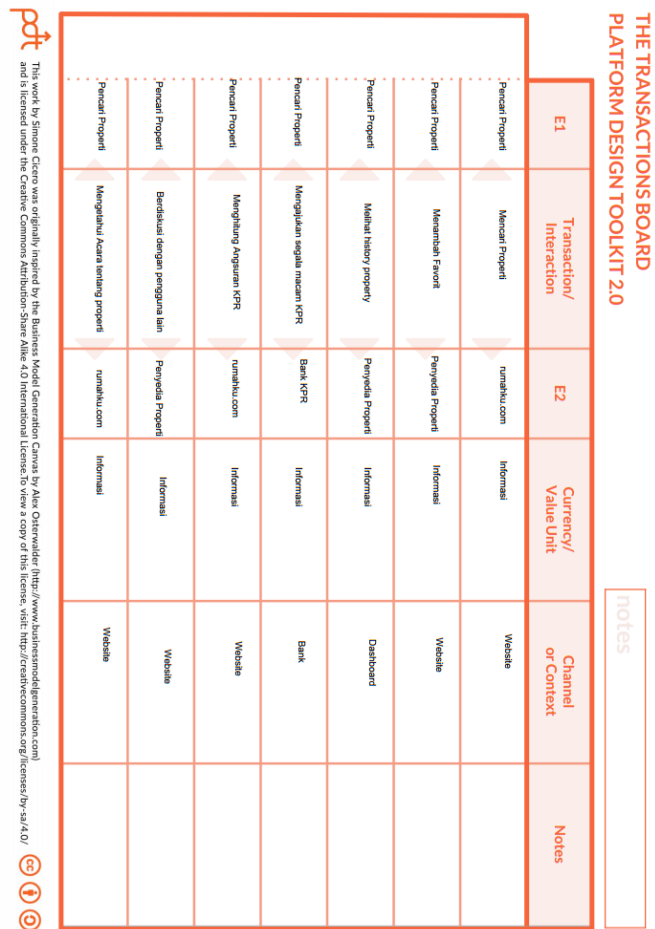 THE TRANSACTIONS BOARD
PLATFORM DESIGN TOOLKIT 2.0
notes
E1
Transaction/
Interaction
E2
Currency/
Value Unit
Channel
or Context
Notes
Pencari Properti
Mencari Properti
rumahku.com
Informasi
Website
Pencari Properti
Menambah Favorit
Penyedia Properti
Informasi
Website
Pencari Properti
Melihat history property
Penyedia Properti
Informasi
Dashboard
Pencari Properti
Mengajukan segala macam KPR
Bank KPR
Informasi
Bank
Pencari Properti
Menghitung Angsuran KPR
rumahku.com
Informasi
Website
Pencari Properti
Berdiskusi dengan pengguna lain
Penyedia Properti
Informasi
Website
Pencari Properti
Mengetahui Acara tentang properti
rumahku.com
Informasi
Website
pdt
This work by Simone Cicero was originally inspired by the Business Model Generation Canvas by Alex Osterwalder (http://www.businessmodelgeneration.com)
and is licensed under the Creative Commons Attribution-Share Alike 4.0 International License.To view a copy of this license, visit: http://creativecommons.org/licenses/by-sa/4.0/
cc